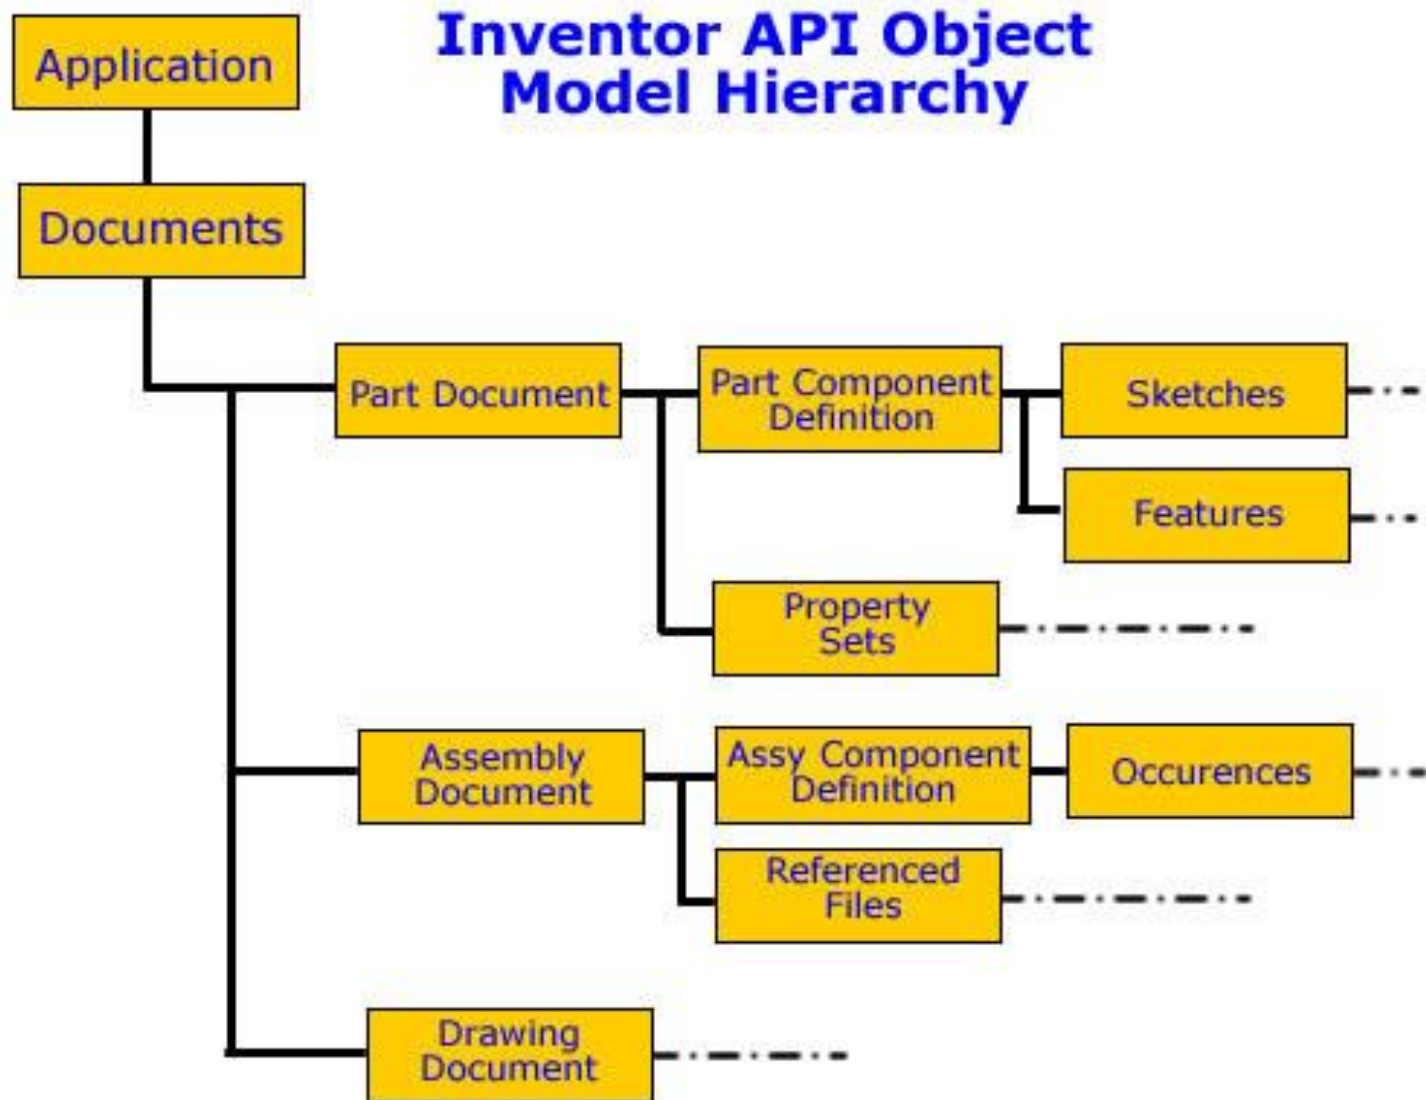 Inventor API Object
Model Hierarchy
Application
Documents
Part Document
Part Component
Definition
Sketches
Features
Property
Sets
Assembly
Document
Assy Component
Definition
Occurences
Referenced
Files
Drawing
Document